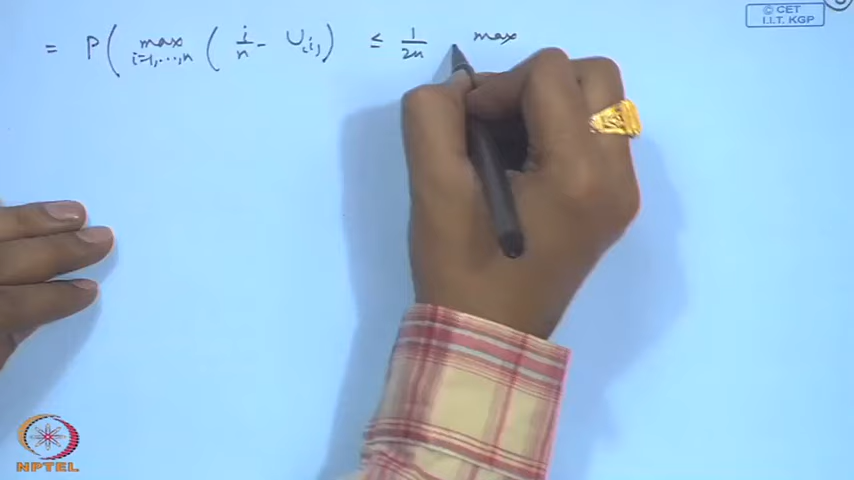 = P( max_{i=1,...,n} ( i/n - U_(i) ) ≤ 1/2n , max
© CET
I.I.T. KGP
NPTEL